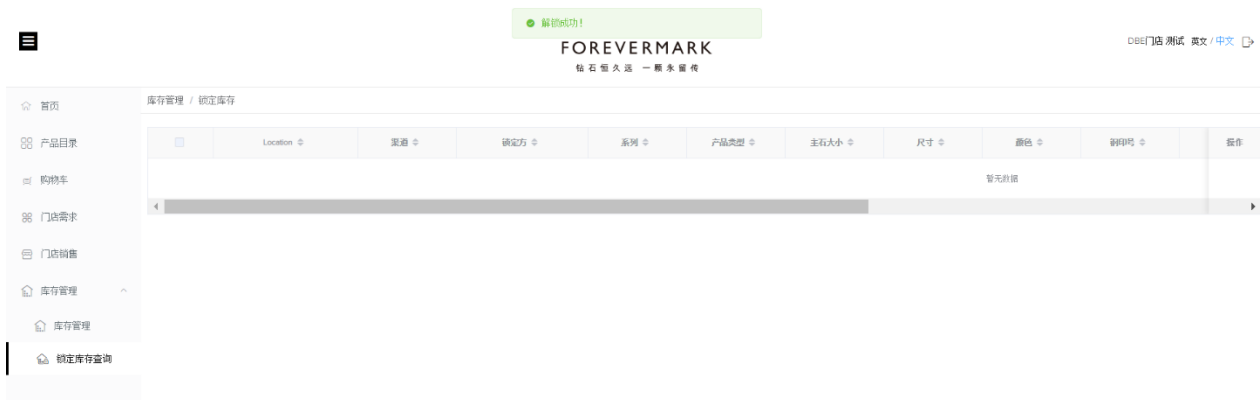 解锁成功!
FOREVERMARK
钻石恒久远 一颗永留传
DBE门店 测试 英文 / 中文
首页
产品目录
购物车
门店需求
门店销售
库存管理
库存管理
锁定库存查询
库存管理 / 锁定库存
Location 渠道 锁定方 系列 产品类型 主石大小 尺寸 颜色 钢印号 操作
暂无数据